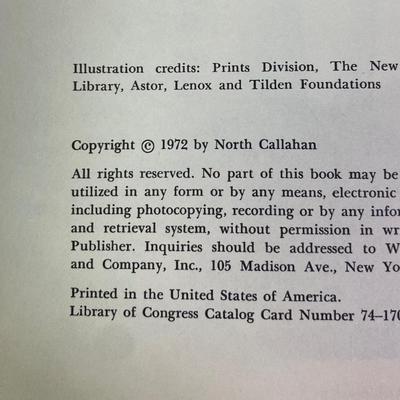 Illustration credits: Prints Division, The New
Library, Astor, Lenox and Tilden Foundations
Copyright © 1972 by North Callahan
All rights reserved. No part of this book may be
utilized in any form or by any means, electronic
including photocopying, recording or by any infor
and retrieval system, without permission in wr
Publisher. Inquiries should be addressed to W
and Company, Inc., 105 Madison Ave., New Yo
Printed in the United States of America.
Library of Congress Catalog Card Number 74–170